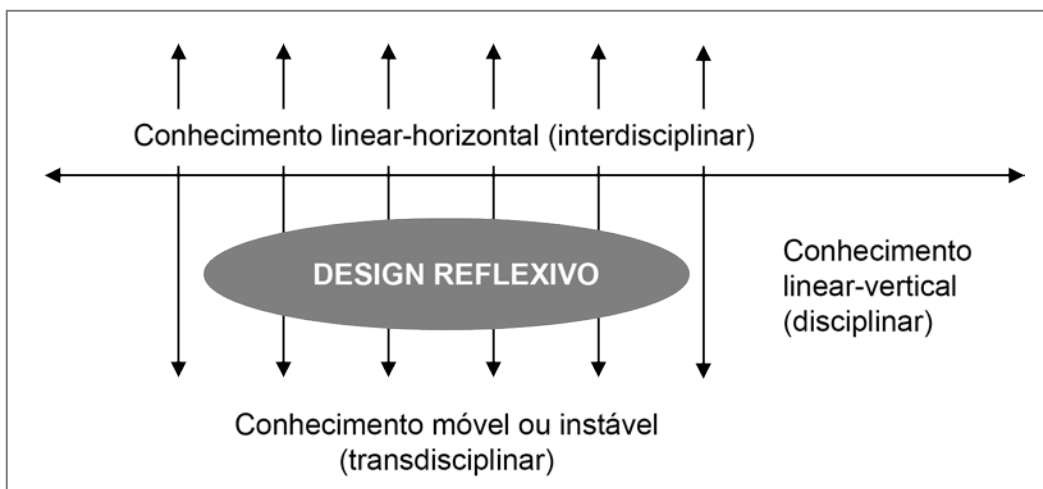 Conhecimento linear-horizontal (interdisciplinar)
DESIGN REFLEXIVO
Conhecimento
linear-vertical
(disciplinar)
Conhecimento móvel ou instável
(transdisciplinar)